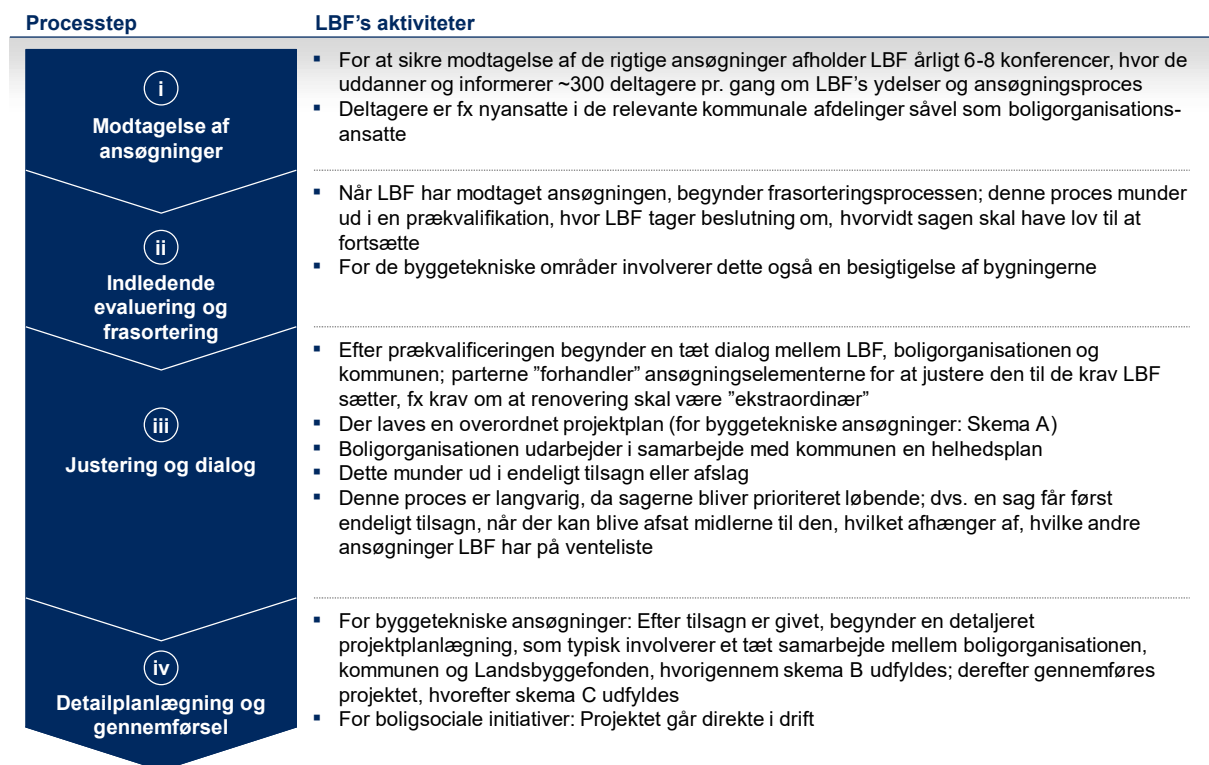 Processtep
LBF’s aktiviteter
i
Modtagelse af
ansøgninger
▪ For at sikre modtagelse af de rigtige ansøgninger afholder LBF årligt 6-8 konferencer, hvor de
uddanner og informerer ~300 deltagere pr. gang om LBF’s ydelser og ansøgningsproces
▪ Deltagere er fx nyansatte i de relevante kommunale afdelinger såvel som boligorganisations-
ansatte
ii
Indledende
evaluering og
frasortering
▪ Når LBF har modtaget ansøgningen, begynder frasorteringsprocessen; denne proces munder
ud i en prækvalifikation, hvor LBF tager beslutning om, hvorvidt sagen skal have lov til at
fortsætte
▪ For de byggetekniske områder involverer dette også en besigtigelse af bygningerne
iii
Justering og dialog
▪ Efter prækvalificeringen begynder en tæt dialog mellem LBF, boligorganisationen og
kommunen; parterne ”forhandler” ansøgningselementerne for at justere den til de krav LBF
sætter, fx krav om at renovering skal være ”ekstraordinær”
▪ Der laves en overordnet projektplan (for byggetekniske ansøgninger: Skema A)
▪ Boligorganisationen udarbejder i samarbejde med kommunen en helhedsplan
▪ Dette munder ud i endeligt tilsagn eller afslag
▪ Denne proces er langvarig, da sagerne bliver prioriteret løbende; dvs. en sag får først
endeligt tilsagn, når der kan blive afsat midlerne til den, hvilket afhænger af, hvilke andre
ansøgninger LBF har på venteliste
iv
Detailplanlægning og
gennemførsel
▪ For byggetekniske ansøgninger: Efter tilsagn er givet, begynder en detaljeret
projektplanlægning, som typisk involverer et tæt samarbejde mellem boligorganisationen,
kommunen og Landsbyggefonden, hvorigennem skema B udfyldes; derefter gennemføres
projektet, hvorefter skema C udfyldes
▪ For boligsociale initiativer: Projektet går direkte i drift